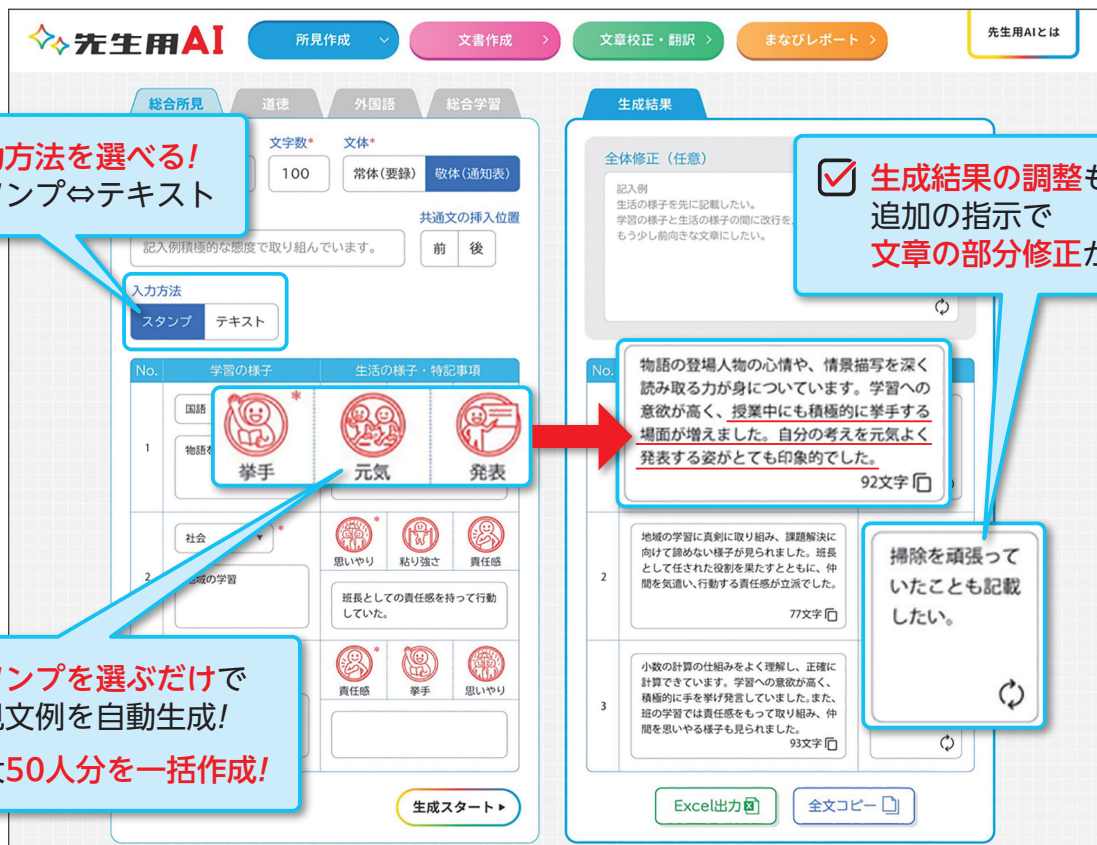 先生用AI
所見作成
文書作成
文章校正・翻訳
まなびレポート
先生用AIとは
総合所見
道徳
外国語
総合学習
方法を選べる!
ンプ⇔テキスト
文字数*
文体*
100
常体(要録)
敬体(通知表)
共通文の挿入位置
記入例積極的な態度で取り組んでいます。
前
後
入力方法
スタンプ
テキスト
No.
学習の様子
生活の様子・特記事項
1
国語
挙手
元気
発表
2
社会
地域の学習
思いやり
粘り強さ
責任感
班長としての責任感を持って行動
していた。
責任感
挙手
思いやり
ンプを選ぶだけで
文例を自動生成!
50人分を一括作成!
生成スタート
生成結果
全体修正(任意)
記入例
生活の様子を先に記載したい。
学習の様子と生活の様子の間に改行を
もう少し前向きな文章にしたい。
生成結果の調整も
追加の指示で
文章の部分修正が
No.
物語の登場人物の心情や、情景描写を深く
読み取る力が身についています。学習への
意欲が高く、授業中にも積極的に挙手する
場面が増えました。自分の考えを元気よく
発表する姿がとても印象的でした。
92文字
2
地域の学習に真剣に取り組み、課題解決に
向けて諦めない様子が見られました。班長
として任された役割を果たすとともに、仲
間を気遣い、行動する責任感が立派でした。
77文字
掃除を頑張って
いたことも記載
したい。
3
小数の計算の仕組みをよく理解し、正確に
計算できています。学習への意欲が高く、
積極的に手を挙げ発言していました。また、
班の学習では責任感をもって取り組み、仲
間を思いやる様子も見られました。
93文字
Excel出力
全文コピー